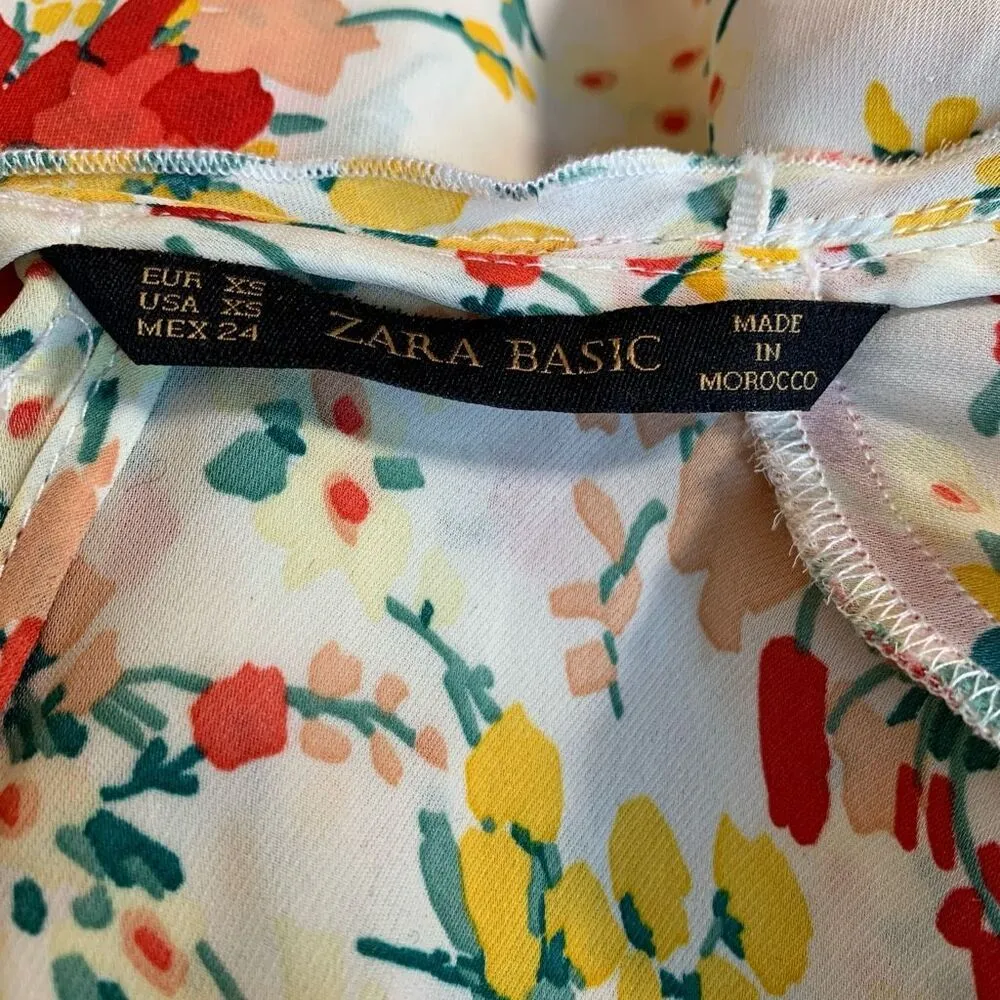 EUR XS
USA XS
MEX 24
ZARA BASIC
MADE
IN
MOROCCO